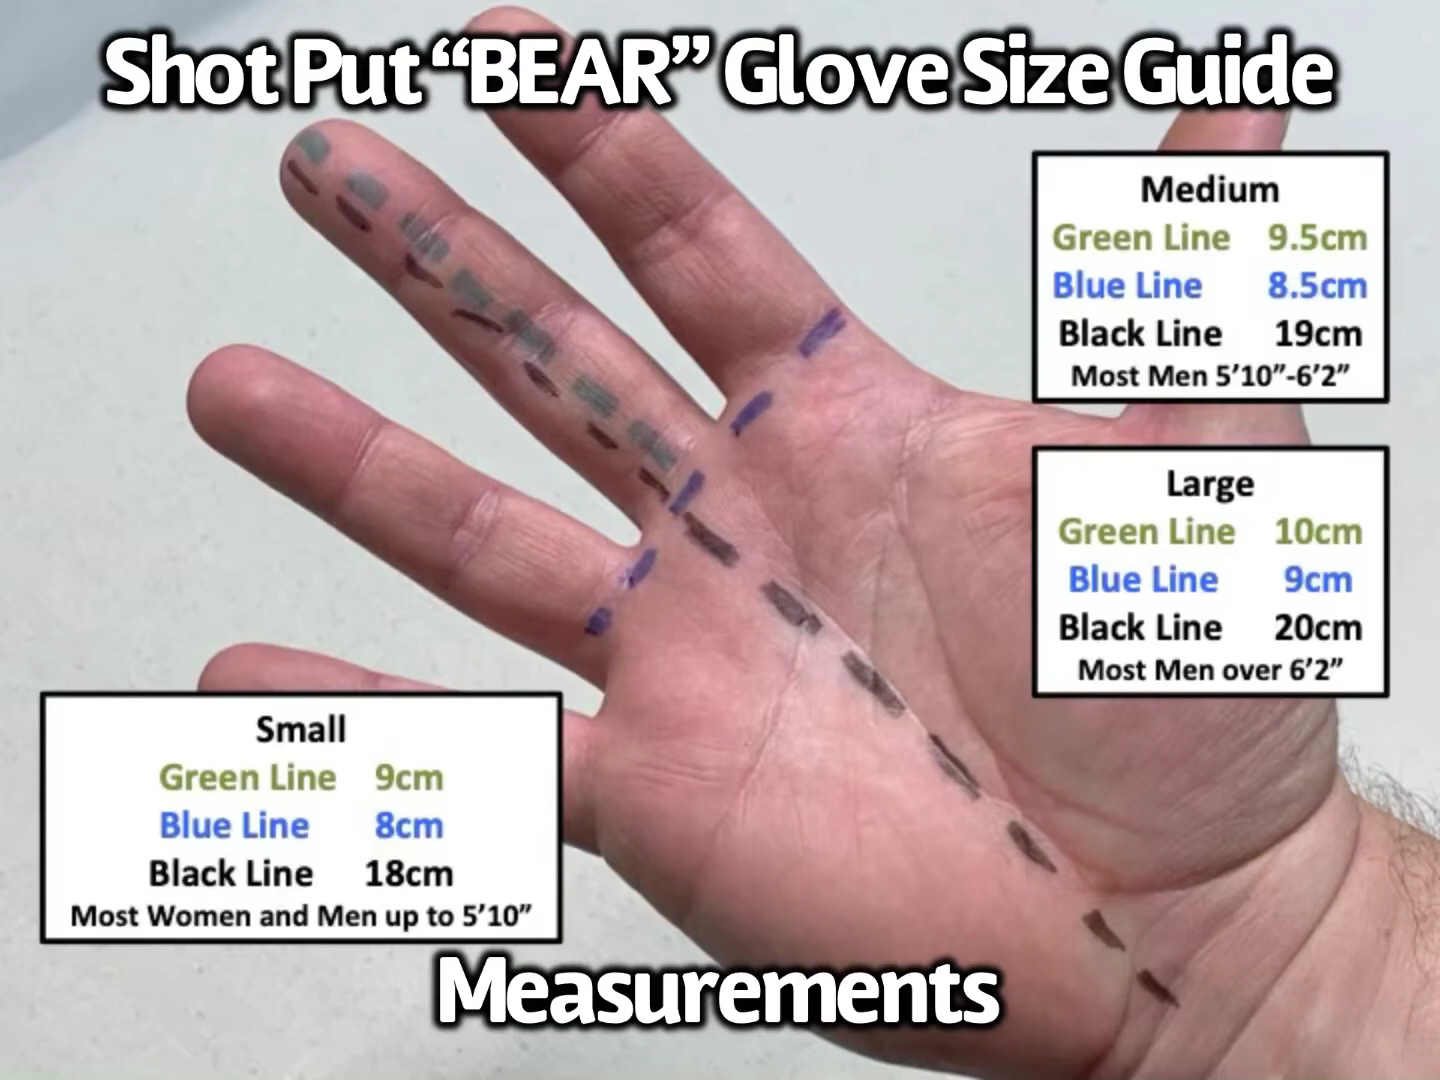 Shot Put “BEAR” Glove Size Guide
Medium
Green Line 9.5cm
Blue Line 8.5cm
Black Line 19cm
Most Men 5’10”-6’2”
Large
Green Line 10cm
Blue Line 9cm
Black Line 20cm
Most Men over 6’2”
Small
Green Line 9cm
Blue Line 8cm
Black Line 18cm
Most Women and Men up to 5’10”
Measurements